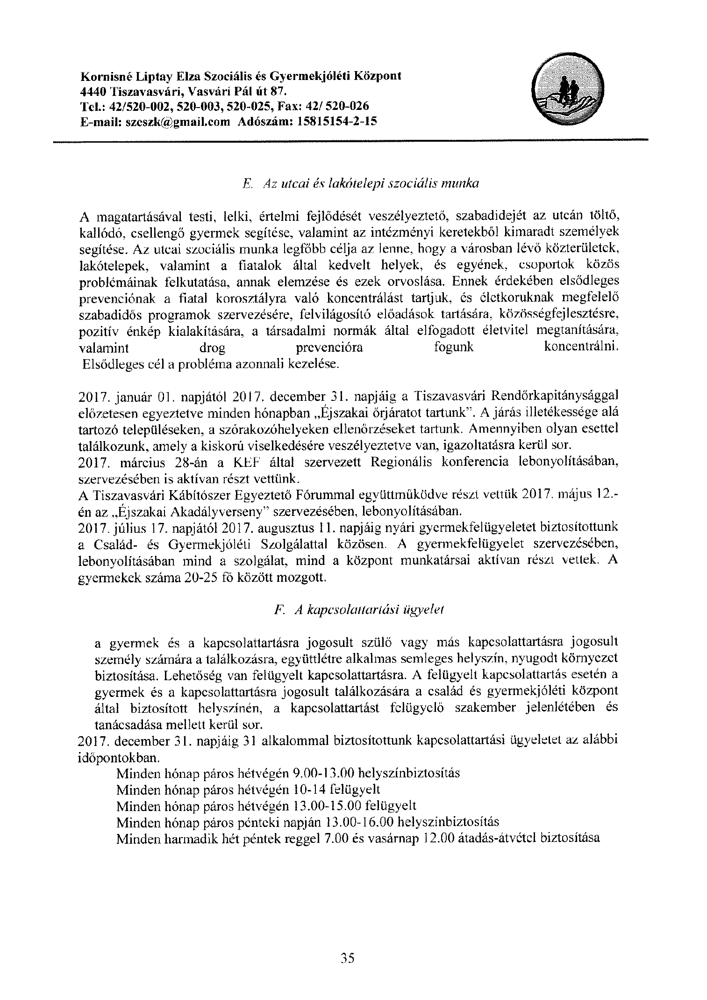 Kornisné Liptay Elza Szociális és Gyermekjóléti Központ
4440 Tiszavasvári, Vasvári Pál út 87.
Tel.: 42/520-002, 520-003, 520-025, Fax: 42/ 520-026
E-mail: szcszk@gmail.com Adószám: 15815154-2-15
E. Az utcai és lakótelepi szociális munka
A magatartásával testi, lelki, értelmi fejlődését veszélyeztető, szabadidejét az utcán töltő,
kallódó, csellengő gyermek segítése, valamint az intézményi keretekből kimaradt személyek
segítése. Az utcai szociális munka legfőbb célja az lenne, hogy a városban lévő közterületek,
lakótelepek, valamint a fiatalok által kedvelt helyek, és egyének, csoportok közös
problémáinak felkutatása, annak elemzése és ezek orvoslása. Ennek érdekében elsődleges
prevenciónak a fiatal korosztályra való koncentrálást tartjuk, és életkoruknak megfelelő
szabadidős programok szervezésére, felvilágosító előadások tartására, közösségfejlesztésre,
pozitív énkép kialakítására, a társadalmi normák által elfogadott életvitel megtanítására,
valamint drog prevencióra fogunk koncentrálni.
Elsődleges cél a probléma azonnali kezelése.
2017. január 01. napjától 2017. december 31. napjáig a Tiszavasvári Rendőrkapitánysággal
előzetesen egyeztetve minden hónapban „Éjszakai őrjáratot tartunk”. A járás illetékessége alá
tartozó településeken, a szórakozóhelyeken ellenőrzéseket tartunk. Amennyiben olyan esettel
találkozunk, amely a kiskorú viselkedésére veszélyeztetve van, igazoltatásra kerül sor.
2017. március 28-án a KEF által szervezett Regionális konferencia lebonyolításában,
szervezésében is aktívan részt vettünk.
A Tiszavasvári Kábítószer Egyeztető Fórummal együttműködve részt vettük 2017. május 12.-
én az „Éjszakai Akadályverseny” szervezésében, lebonyolításában.
2017. július 17. napjától 2017. augusztus 11. napjáig nyári gyermekfelügyeletet biztosítottunk
a Család- és Gyermekjóléti Szolgálattal közösen. A gyermekfelügyelet szervezésében,
lebonyolításában mind a szolgálat, mind a központ munkatársai aktívan részt vettek. A
gyermekek száma 20-25 fő között mozgott.
F. A kapcsolattartási ügyelet
a gyermek és a kapcsolattartásra jogosult szülő vagy más kapcsolattartásra jogosult
személy számára a találkozásra, együttlétre alkalmas semleges helyszín, nyugodt környezet
biztosítása. Lehetőség van felügyelt kapcsolattartásra. A felügyelt kapcsolattartás esetén a
gyermek és a kapcsolattartásra jogosult találkozására a család és gyermekjóléti központ
által biztosított helyszínén, a kapcsolattartást felügyelő szakember jelenlétében és
tanácsadása mellett kerül sor.
2017. december 31. napjáig 31 alkalommal biztosítottunk kapcsolattartási ügyeletet az alábbi
időpontokban.
Minden hónap páros hétvégén 9.00-13.00 helyszínbiztosítás
Minden hónap páros hétvégén 10-14 felügyelt
Minden hónap páros hétvégén 13.00-15.00 felügyelt
Minden hónap páros pénteki napján 13.00-16.00 helyszínbiztosítás
Minden harmadik hét péntek reggel 7.00 és vasárnap 12.00 átadás-átvétel biztosítása
35